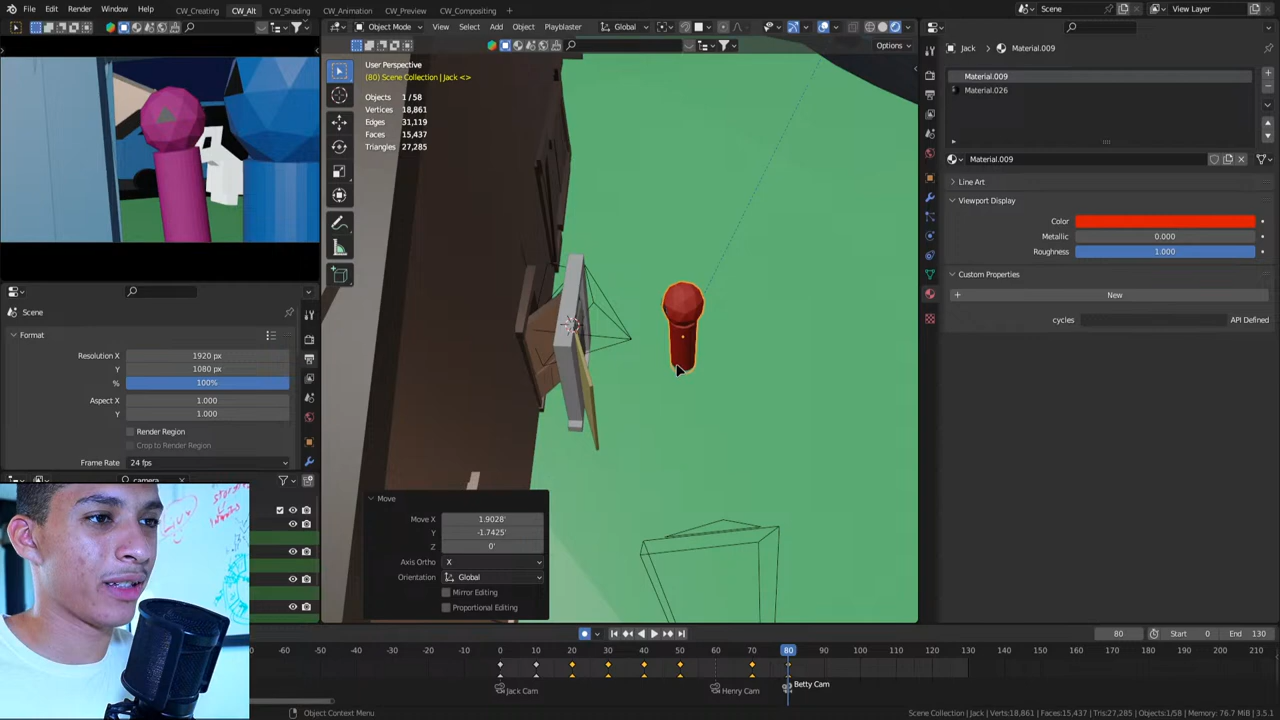 File Edit Render Window Help
CW_Creating CW_Alt CW_Shading CW_Animation CW_Preview CW_Compositing
Scene
View Layer
Object Mode View Select Add Object Playblaster
Global
Options
User Perspective
(80) Scene Collection | Jack <>
Objects 1/58
Vertices 18,861
Edges 31,119
Faces 15,437
Triangles 27,285
Jack Material.009
Material.009
Material.026
Material.009
Line Art
Viewport Display
Color
Metallic 0.000
Roughness 1.000
Custom Properties
New
cycles API Defined
Scene
Format
Resolution X 1920 px
Y 1080 px
% 100%
Aspect X 1.000
Y 1.000
Render Region
Crop to Render Region
Frame Rate 24 fps
camera
Move
Move X 1.9028'
Y -1.7425'
Z 0'
Axis Ortho X
Orientation Global
Mirror Editing
Proportional Editing
80 Start 0 End 130
-60 -50 -40 -30 -20 -10 0 10 20 30 40 50 60 70 80 90 100 110 120 130 140 150 160 170 180 190 200
Jack Cam Henry Cam Betty Cam
Object Context Menu
Scene Collection | Jack | Verts:18,861 | Faces:15,437 | Tris:27,285 | Objects:1/58 | Memory: 76.7 MiB | 3.5.1